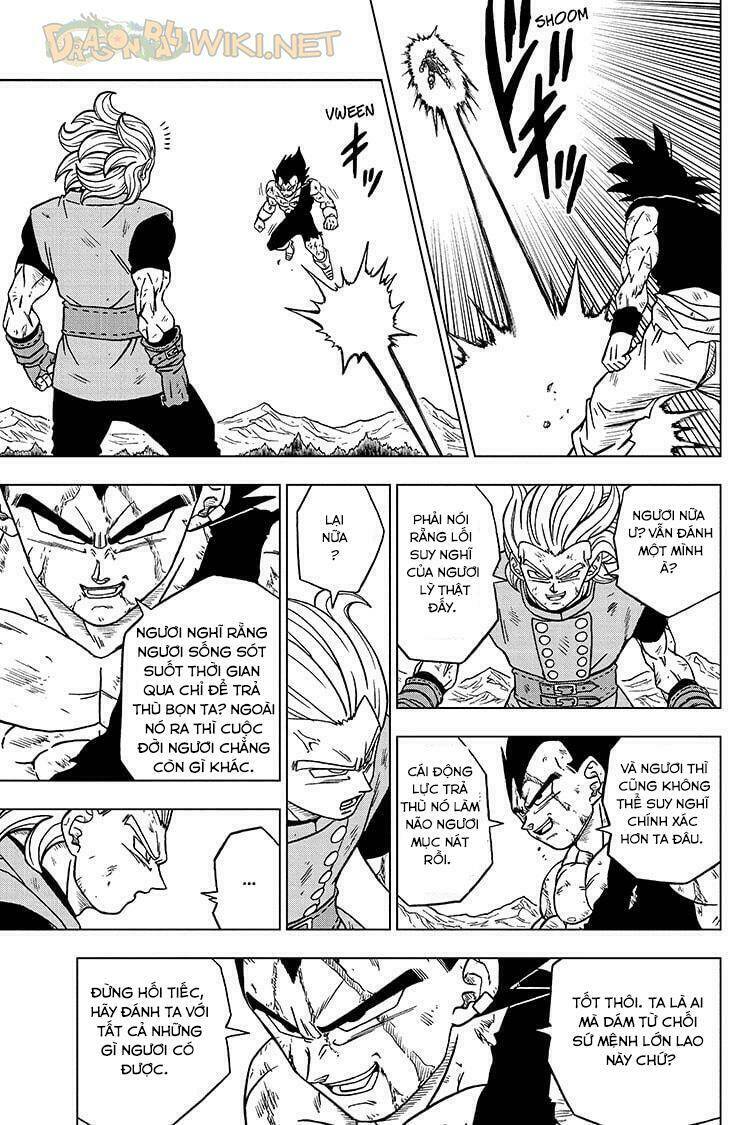 DRAGON BALL WIKI.NET
SHOOM
VWEEN
NGƯƠI NỮA
Ư? VẪN ĐÁNH
MỘT MÌNH
À?
PHẢI NÓI
RẰNG LỐI
SUY NGHĨ
CỦA NGƯƠI
LỲ THẬT
ĐẤY.
LẠI
NỮA
?
NGƯƠI NGHĨ RẰNG
NGƯƠI SỐNG SÓT
SUỐT THỜI GIAN
QUA CHỈ ĐỂ TRẢ
THÙ BỌN TA? NGOÀI
NÓ RA THÌ CUỘC
ĐỜI NGƯƠI CHẲNG
CÒN GÌ KHÁC.
VÀ NGƯƠI THÌ
CŨNG KHÔNG
THỂ SUY NGHĨ
CHÍNH XÁC
HƠN TA ĐÂU.
CÁI ĐỘNG
LỰC TRẢ
THÙ NÓ LÀM
NÃO NGƯƠI
MỤC NÁT
RỒI.
...
TỐT THÔI. TA LÀ AI
MÀ DÁM TỪ CHỐI
SỨ MỆNH LỚN LAO
NÀY CHỨ?
ĐỪNG HỐI TIẾC,
HÃY ĐÁNH TA VỚI
TẤT CẢ NHỮNG
GÌ NGƯƠI CÓ
ĐƯỢC.